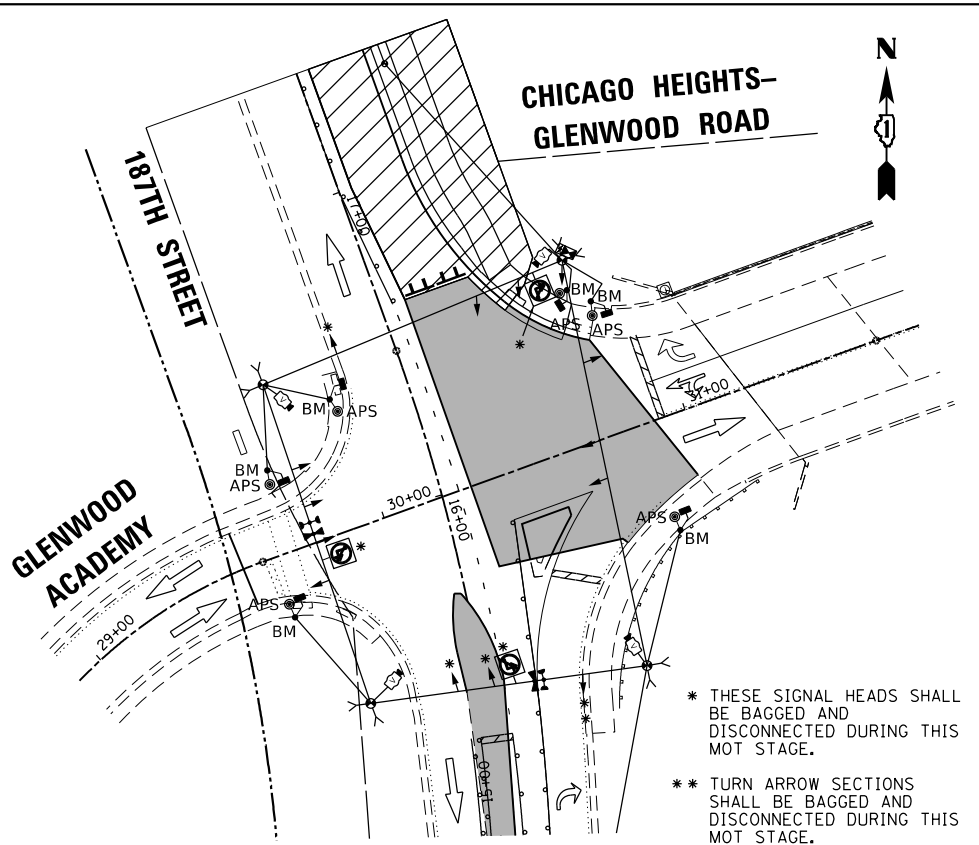 CHICAGO HEIGHTS-
GLENWOOD ROAD
N
1
187TH STREET
17+00
V
BM
BM
APS
APS
*
*
V
BM
APS
31+00
BM
APS
30+00
16+00
GLENWOOD
ACADEMY
APS
BM
*
29+00
APS
BM
*
*
*
V
V
*
*
15+00
* THESE SIGNAL HEADS SHALL
BE BAGGED AND
DISCONNECTED DURING THIS
MOT STAGE.
** TURN ARROW SECTIONS
SHALL BE BAGGED AND
DISCONNECTED DURING THIS
MOT STAGE.